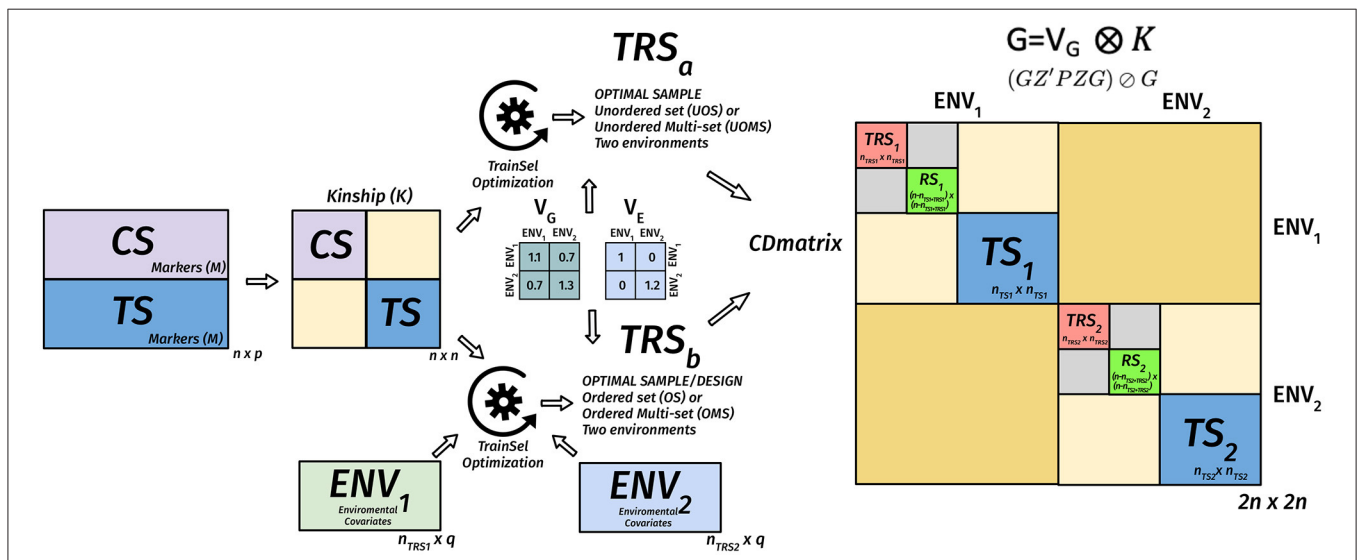 CS
Markers (M)
TS
Markers (M)
n x p
Kinship (K)
CS
TS
n x n
TrainSel
Optimization
TRSa
OPTIMAL SAMPLE
Unordered set (UOS) or
Unordered Multi-set (UOMS)
Two environments
VG
ENV1 ENV2
ENV1 1.1 0.7
ENV2 0.7 1.3
VE
ENV1 ENV2
ENV1 1 0
ENV2 0 1.2
TRSb
OPTIMAL SAMPLE/DESIGN
Ordered set (OS) or
Ordered Multi-set (OMS)
Two environments
TrainSel
Optimization
ENV1
Enviromental
Covariates
nTRS1 x q
ENV2
Enviromental
Covariates
nTRS2 x q
CDmatrix
G=VG ⊗ K
(GZ'PZG) ⊘ G
ENV1 ENV2
TRS1
nTRS1 x nTRS1
RS1
(n-nTS1+TRS1) x
(n-nTS1+TRS1)
TS1
nTS1 x nTS1
ENV1
TRS2
nTRS2 x nTRS2
RS2
(n-nTS2+TRS2) x
(n-nTS2+TRS2)
TS2
nTS2 x nTS2
ENV2
2n x 2n